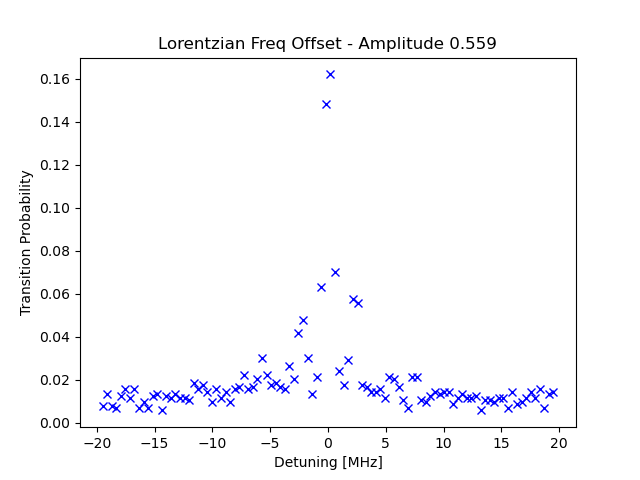 Lorentzian Freq Offset - Amplitude 0.559
0.16
0.14
0.12
0.10
0.08
0.06
0.04
0.02
0.00
Transition Probability
−20 −15 −10 −5 0 5 10 15 20
Detuning [MHz]